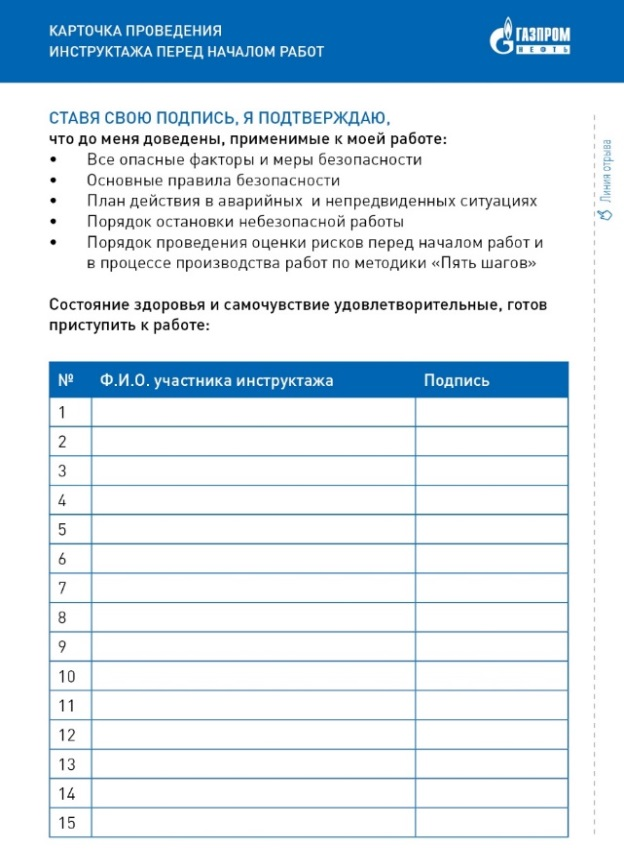 КАРТОЧКА ПРОВЕДЕНИЯ
ИНСТРУКТАЖА ПЕРЕД НАЧАЛОМ РАБОТ
ГАЗПРОМ
НЕФТЬ
СТАВЯ СВОЮ ПОДПИСЬ, Я ПОДТВЕРЖДАЮ,
что до меня доведены, применимые к моей работе:
• Все опасные факторы и меры безопасности
• Основные правила безопасности
• План действия в аварийных и непредвиденных ситуациях
• Порядок остановки небезопасной работы
• Порядок проведения оценки рисков перед началом работ и
в процессе производства работ по методики «Пять шагов»
Линия отрыва
Состояние здоровья и самочувствие удовлетворительные, готов
приступить к работе:
№ Ф.И.О. участника инструктажа Подпись
1
2
3
4
5
6
7
8
9
10
11
12
13
14
15